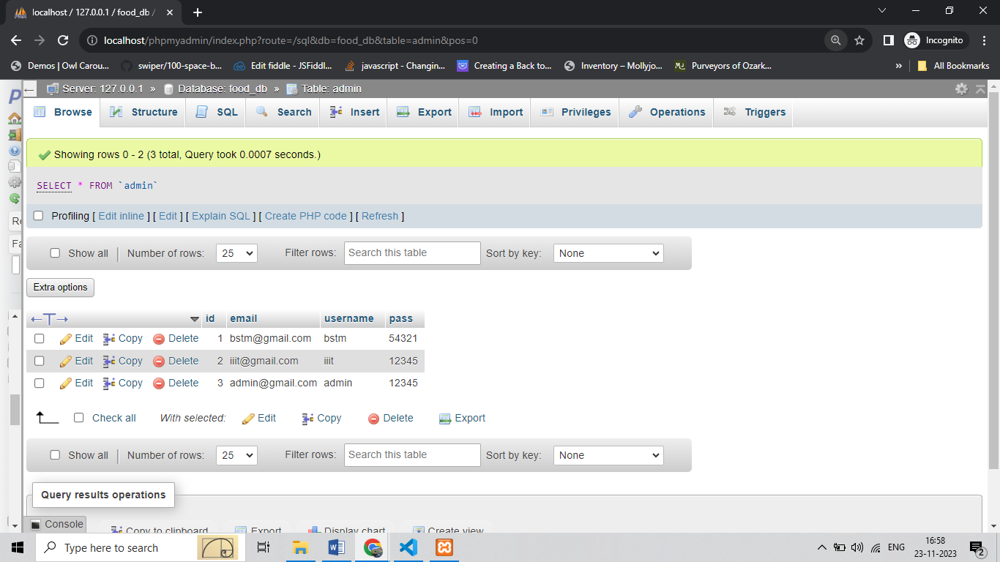 localhost / 127.0.0.1 / food_db /
localhost/phpmyadmin/index.php?route=/sql&db=food_db&table=admin&pos=0 Incognito
Demos | Owl Carou... swiper/100-space-b... Edit fiddle - JSFiddl... javascript - Changin... Creating a Back to... Inventory – Mollyjo... Purveyors of Ozark... » All Bookmarks
Server: 127.0.0.1 » Database: food_db » Table: admin
Browse Structure SQL Search Insert Export Import Privileges Operations Triggers
Showing rows 0 - 2 (3 total, Query took 0.0007 seconds.)
SELECT * FROM `admin`
Profiling [ Edit inline ] [ Edit ] [ Explain SQL ] [ Create PHP code ] [ Refresh ]
Show all | Number of rows: 25 Filter rows: Search this table Sort by key: None
Extra options
id email username pass
Edit Copy Delete 1 bstm@gmail.com bstm 54321
Edit Copy Delete 2 iiit@gmail.com iiit 12345
Edit Copy Delete 3 admin@gmail.com admin 12345
Check all With selected: Edit Copy Delete Export
Show all | Number of rows: 25 Filter rows: Search this table Sort by key: None
Query results operations
Console
Copy to clipboard Export Display chart Create view
Type here to search ENG 16:58
23-11-2023 2